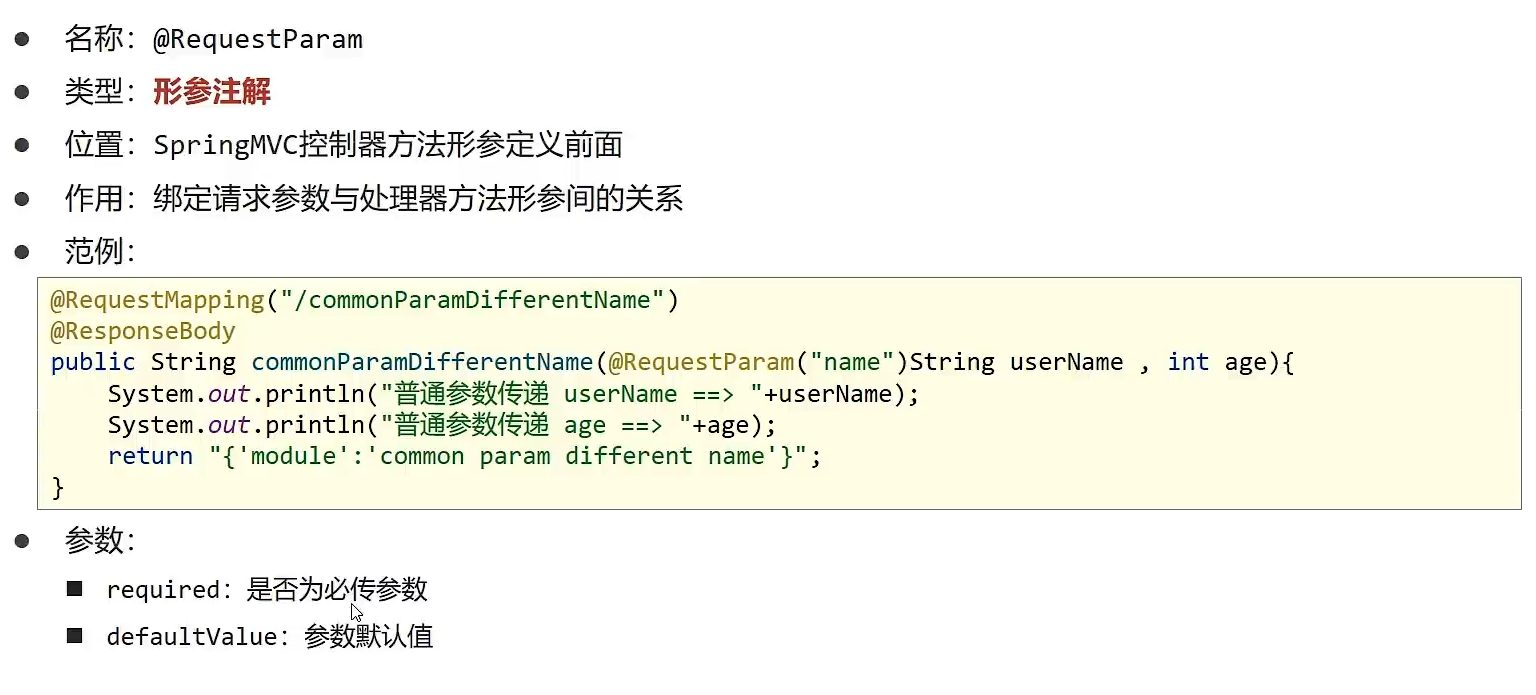 名称：@RequestParam
类型：形参注解
位置：SpringMVC控制器方法形参定义前面
作用：绑定请求参数与处理器方法形参间的关系
范例：
@RequestMapping("/commonParamDifferentName")
@ResponseBody
public String commonParamDifferentName(@RequestParam("name")String userName , int age){
    System.out.println("普通参数传递 userName ==> "+userName);
    System.out.println("普通参数传递 age ==> "+age);
    return "{'module':'common param different name'}";
}
参数：
required：是否为必传参数
defaultValue：参数默认值